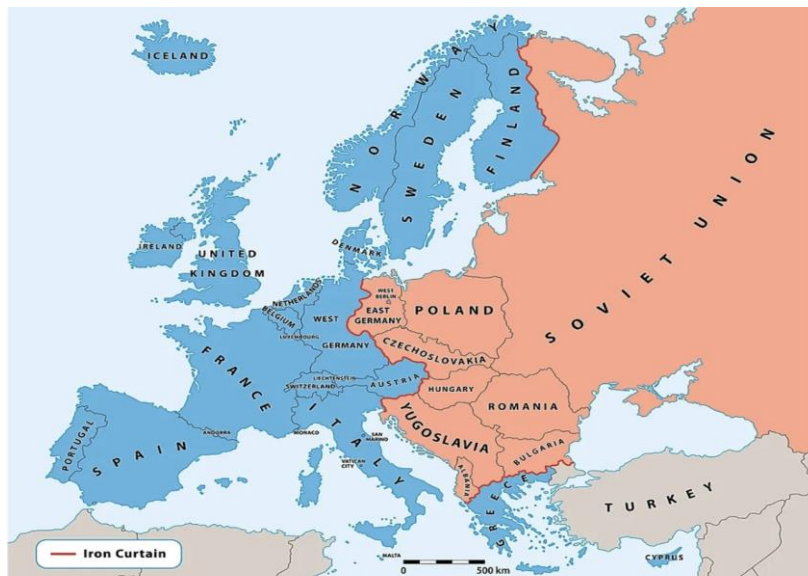 ICELAND
NORWAY
SWEDEN
FINLAND
SOVIET UNION
IRELAND
UNITED
KINGDOM
DENMARK
NETHERLANDS
BELGIUM
LUXEMBOURG
WEST
GERMANY
WEST
BERLIN
EAST
GERMANY
POLAND
CZECHOSLOVAKIA
FRANCE
LIECHTENSTEIN
SWITZERLAND
AUSTRIA
HUNGARY
ROMANIA
YUGOSLAVIA
BULGARIA
ALBANIA
PORTUGAL
SPAIN
ANDORRA
MONACO
ITALY
SAN
MARINO
VATICAN
CITY
GREECE
TURKEY
MALTA
CYPRUS
Iron Curtain
0 500 km